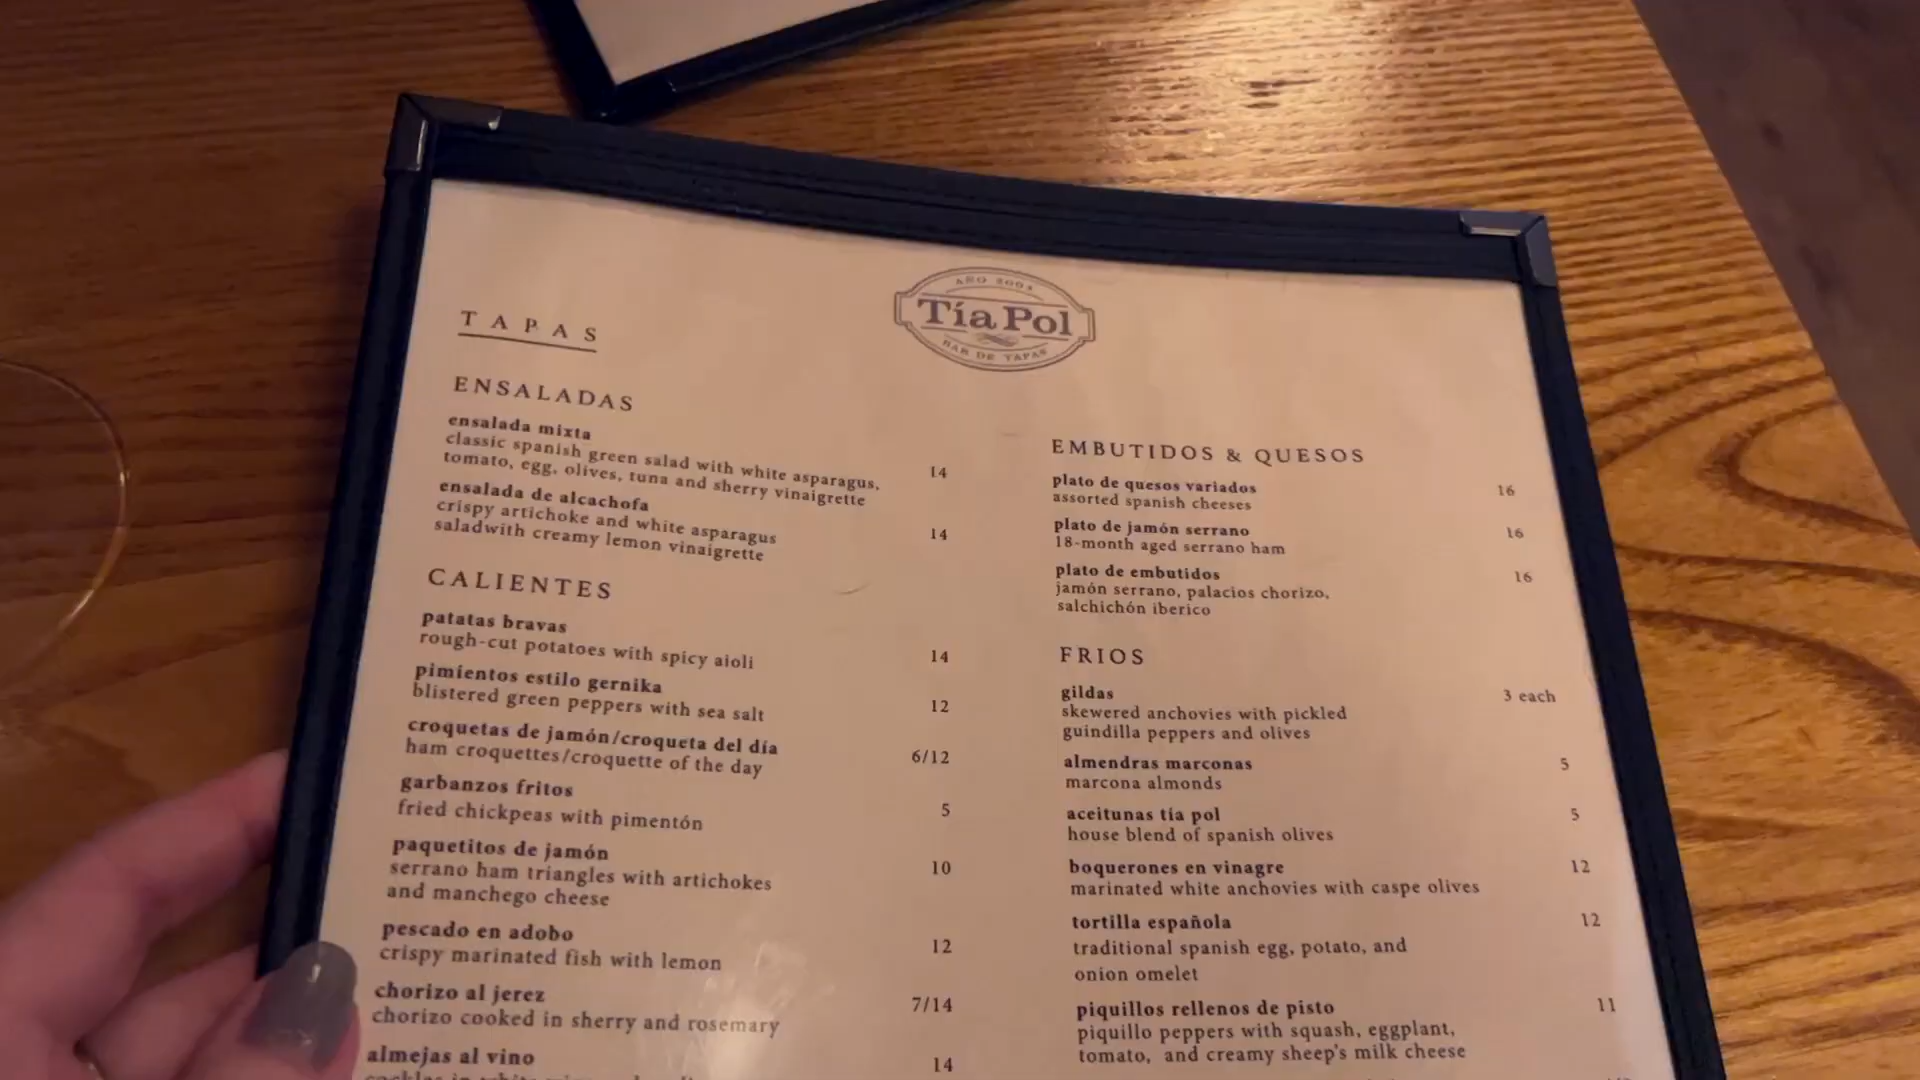 AÑO 2004
Tía Pol
BAR DE TAPAS
TAPAS
ENSALADAS
ensalada mixta
classic spanish green salad with white asparagus,
tomato, egg, olives, tuna and sherry vinaigrette 14
ensalada de alcachofa
crispy artichoke and white asparagus 14
saladwith creamy lemon vinaigrette
CALIENTES
patatas bravas
rough-cut potatoes with spicy aioli 14
pimientos estilo gernika
blistered green peppers with sea salt 12
croquetas de jamón/croqueta del día
ham croquettes/croquette of the day 6/12
garbanzos fritos
fried chickpeas with pimentón 5
paquetitos de jamón
serrano ham triangles with artichokes 10
and manchego cheese
pescado en adobo
crispy marinated fish with lemon 12
chorizo al jerez
chorizo cooked in sherry and rosemary 7/14
almejas al vino 14
EMBUTIDOS & QUESOS
plato de quesos variados 16
assorted spanish cheeses
plato de jamón serrano 16
18-month aged serrano ham
plato de embutidos 16
jamón serrano, palacios chorizo,
salchichón iberico
FRIOS
gildas 3 each
skewered anchovies with pickled
guindilla peppers and olives
almendras marconas 5
marcona almonds
aceitunas tía pol 5
house blend of spanish olives
boquerones en vinagre 12
marinated white anchovies with caspe olives
tortilla española 12
traditional spanish egg, potato, and
onion omelet
piquillos rellenos de pisto 11
piquillo peppers with squash, eggplant,
tomato, and creamy sheep's milk cheese